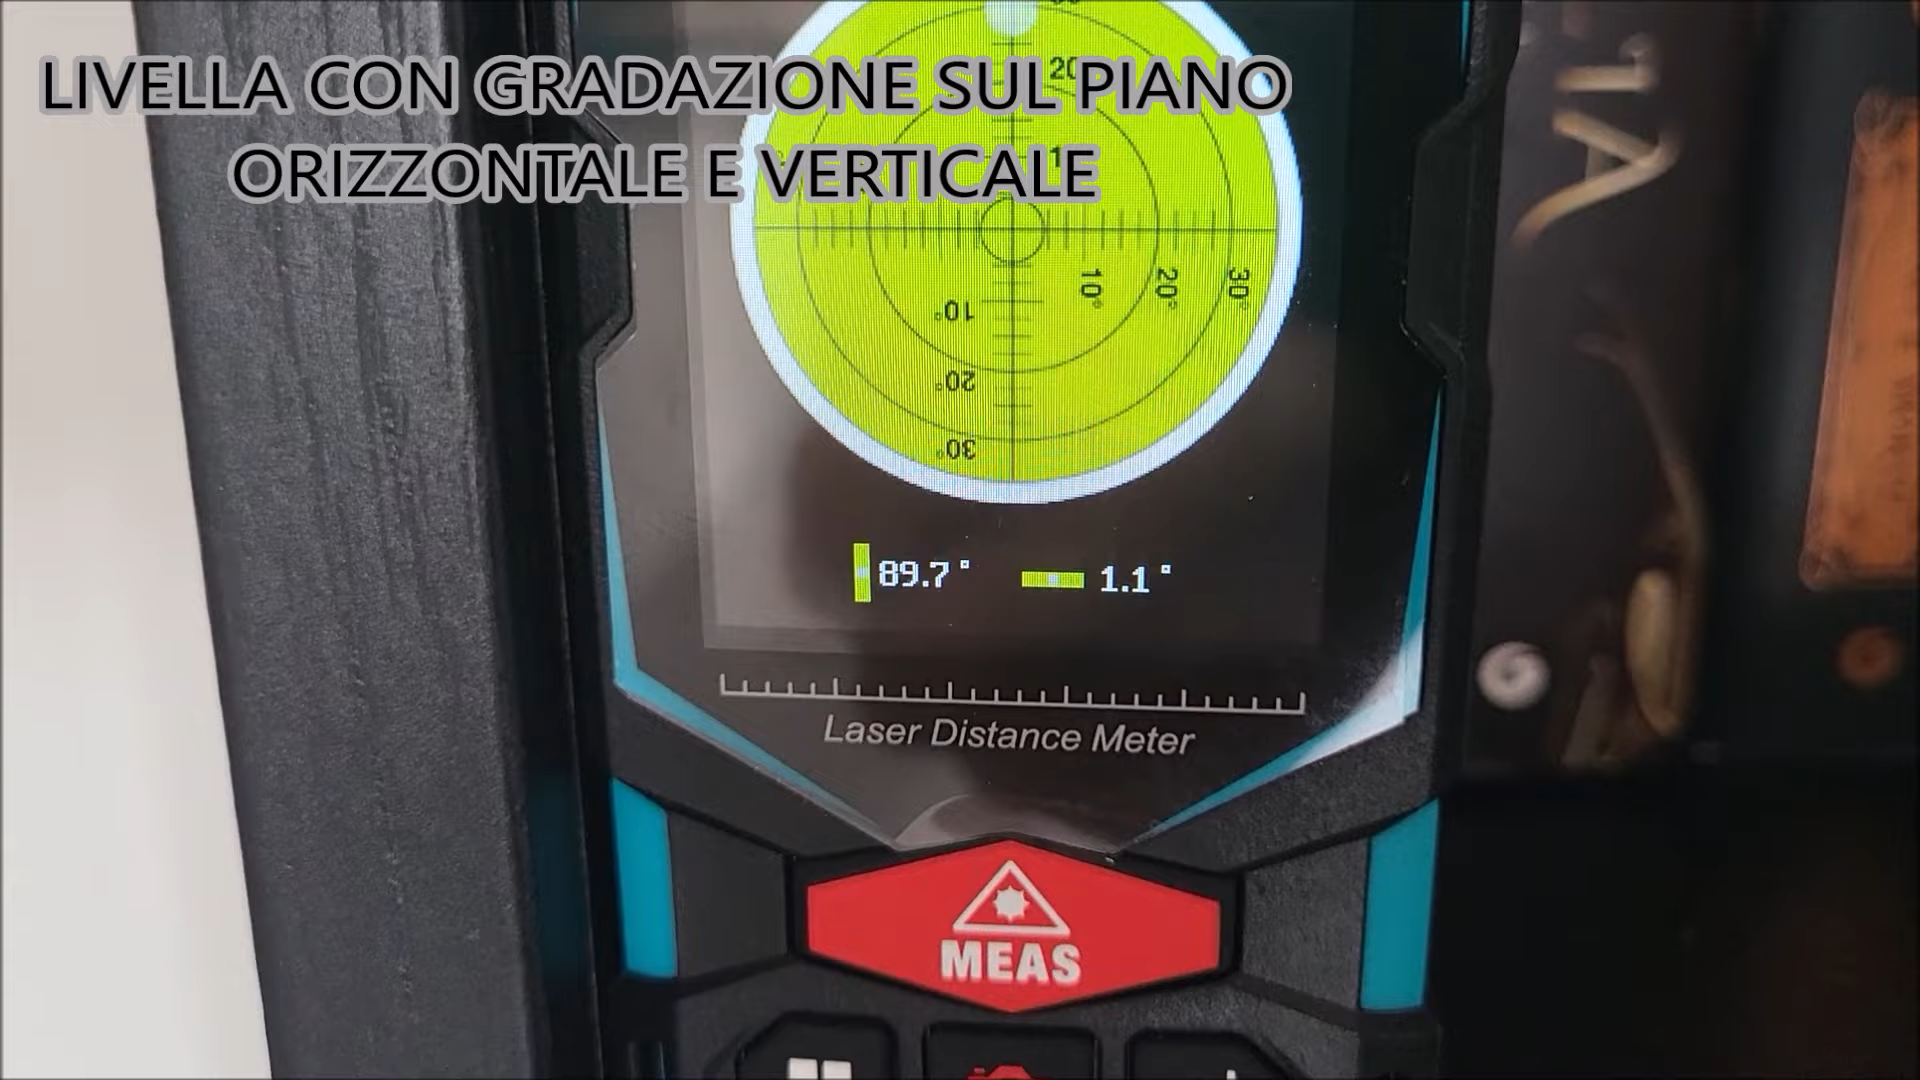 LIVELLA CON GRADAZIONE SUL PIANO
ORIZZONTALE E VERTICALE
20
1
10°
20°
30°
10°
20°
30°
89.7° 1.1°
Laser Distance Meter
MEAS